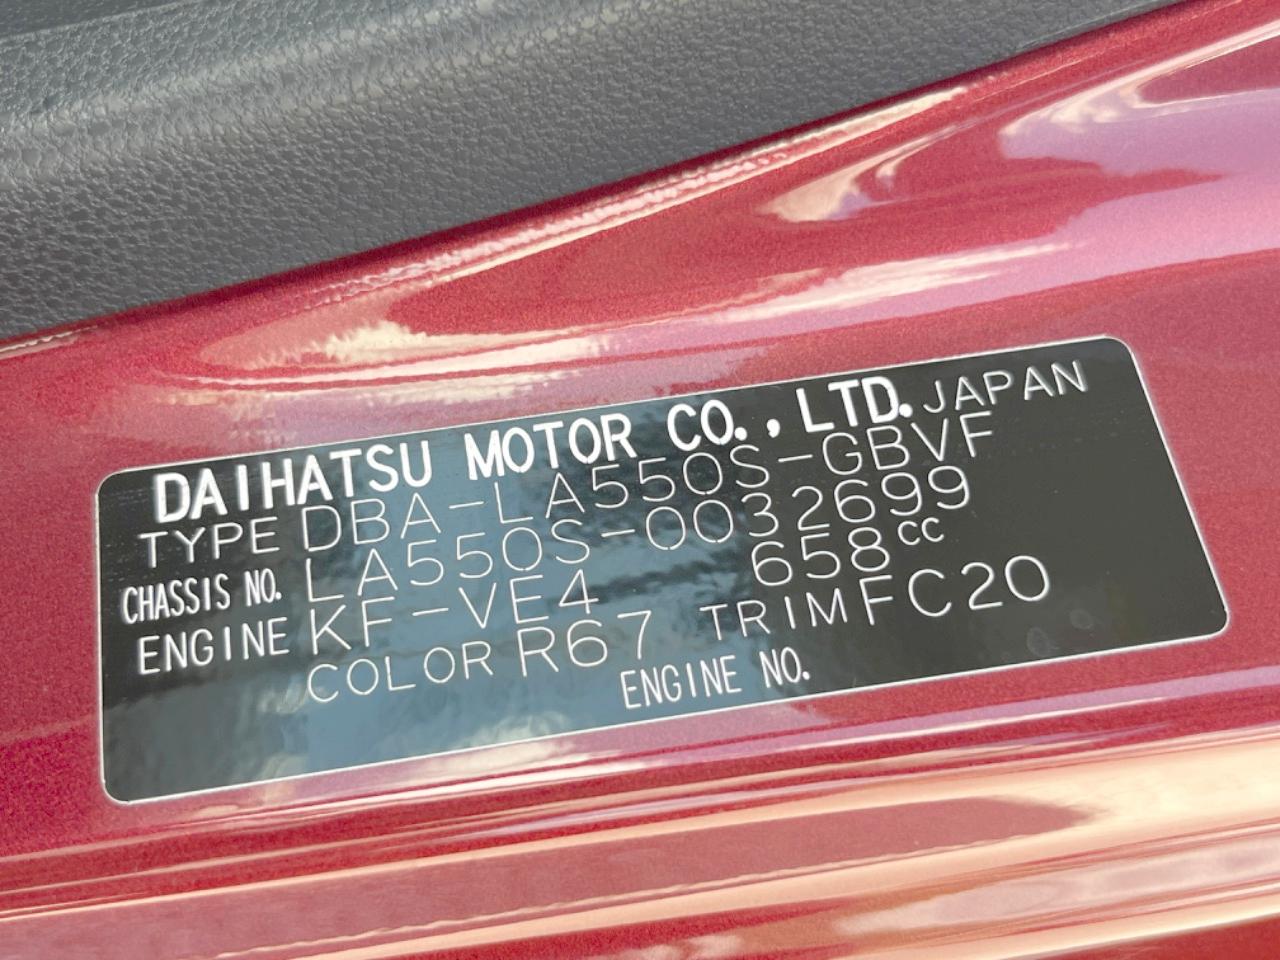 DAIHATSU MOTOR CO., LTD. JAPAN
TYPE DBA-LA550S-GBVF
CHASSIS NO. LA550S-0032699
ENGINE KF-VE4 658cc
COLOR R67 TRIM FC20
ENGINE NO.